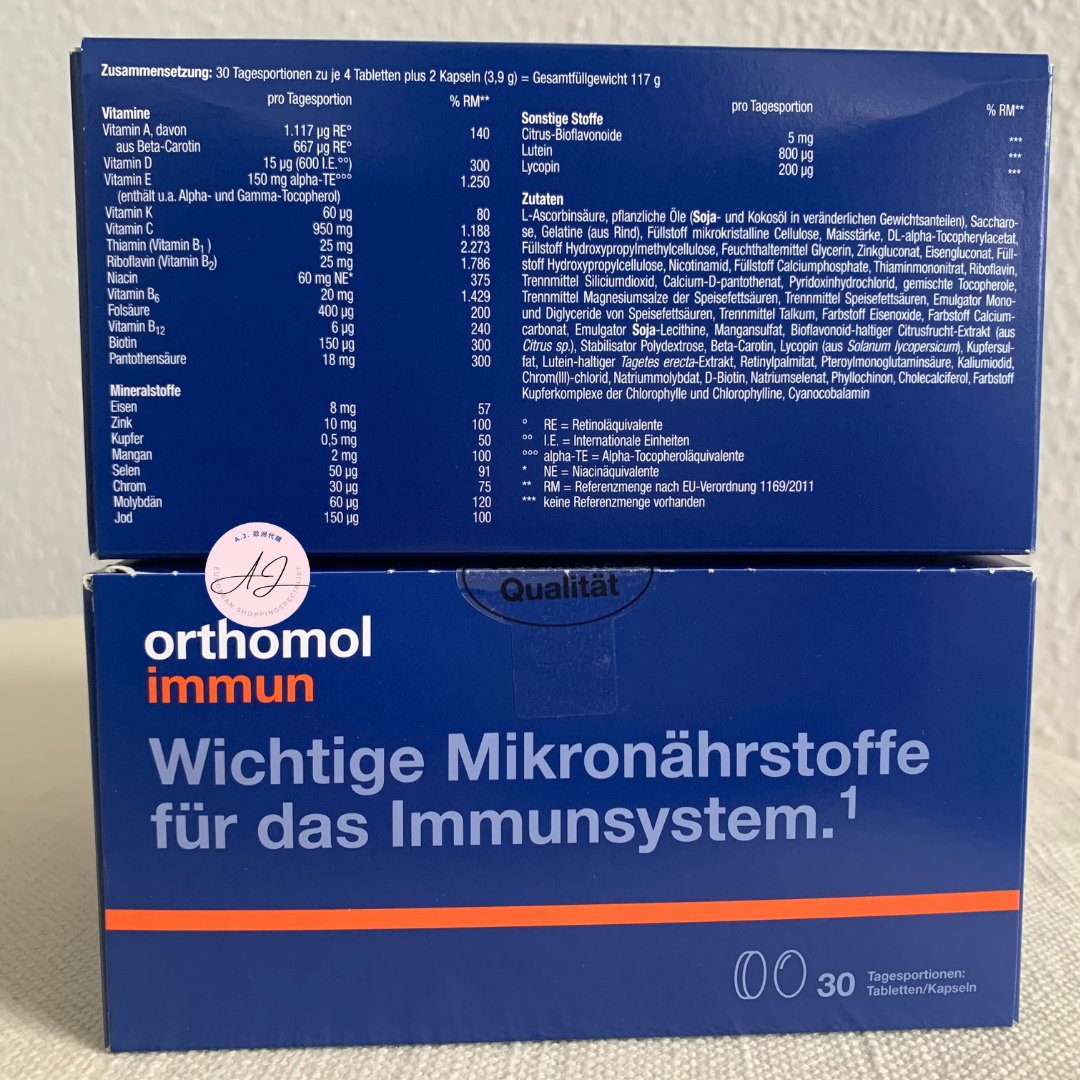 Zusammensetzung: 30 Tagesportionen zu je 4 Tabletten plus 2 Kapseln (3,9 g) = Gesamtfüllgewicht 117 g
pro Tagesportion % RM**
Vitamine
Vitamin A, davon 1.117 µg RE° 140
aus Beta-Carotin 667 µg RE°
Vitamin D 15 µg (600 I.E.°°) 300
Vitamin E 150 mg alpha-TE°°° 1.250
(enthält u.a. Alpha- und Gamma-Tocopherol)
Vitamin K 60 µg 80
Vitamin C 950 mg 1.188
Thiamin (Vitamin B1) 25 mg 2.273
Riboflavin (Vitamin B2) 25 mg 1.786
Niacin 60 mg NE* 375
Vitamin B6 20 mg 1.429
Folsäure 400 µg 200
Vitamin B12 6 µg 240
Biotin 150 µg 300
Pantothensäure 18 mg 300
Mineralstoffe
Eisen 8 mg 57
Zink 10 mg 100
Kupfer 0,5 mg 50
Mangan 2 mg 100
Selen 50 µg 91
Chrom 30 µg 75
Molybdän 60 µg 120
Jod 150 µg 100
pro Tagesportion % RM**
Sonstige Stoffe
Citrus-Bioflavonoide 5 mg ***
Lutein 800 µg ***
Lycopin 200 µg ***
Zutaten
L-Ascorbinsäure, pflanzliche Öle (Soja- und Kokosöl in veränderlichen Gewichtsanteilen), Saccharo-
se, Gelatine (aus Rind), Füllstoff mikrokristalline Cellulose, Maisstärke, DL-alpha-Tocopherylacetat,
Füllstoff Hydroxypropylmethylcellulose, Feuchthaltemittel Glycerin, Zinkgluconat, Eisengluconat, Füll-
stoff Hydroxypropylcellulose, Nicotinamid, Füllstoff Calciumphosphate, Thiaminmononitrat, Riboflavin,
Trennmittel Siliciumdioxid, Calcium-D-pantothenat, Pyridoxinhydrochlorid, gemischte Tocopherole,
Trennmittel Magnesiumsalze der Speisefettsäuren, Trennmittel Speisefettsäuren, Emulgator Mono-
und Diglyceride von Speisefettsäuren, Trennmittel Talkum, Farbstoff Eisenoxide, Farbstoff Calcium-
carbonat, Emulgator Soja-Lecithine, Mangansulfat, Bioflavonoid-haltiger Citrusfrucht-Extrakt (aus
Citrus sp.), Stabilisator Polydextrose, Beta-Carotin, Lycopin (aus Solanum lycopersicum), Kupfersul-
fat, Lutein-haltiger Tagetes erecta-Extrakt, Retinylpalmitat, Pteroylmonoglutaminsäure, Kaliumiodid,
Chrom(III)-chlorid, Natriummolybdat, D-Biotin, Natriumselenat, Phyllochinon, Cholecalciferol, Farbstoff
Kupferkomplexe der Chlorophylle und Chlorophylline, Cyanocobalamin
° RE = Retinoläquivalente
°° I.E. = Internationale Einheiten
°°° alpha-TE = Alpha-Tocopheroläquivalente
* NE = Niacinäquivalente
** RM = Referenzmenge nach EU-Verordnung 1169/2011
*** keine Referenzmenge vorhanden
A.J. 歐洲代購
AJ
EUROPEAN SHOPPINGSPECIALIST
Qualität
orthomol
immun
Wichtige Mikronährstoffe
für das Immunsystem.¹
30 Tagesportionen:
Tabletten/Kapseln